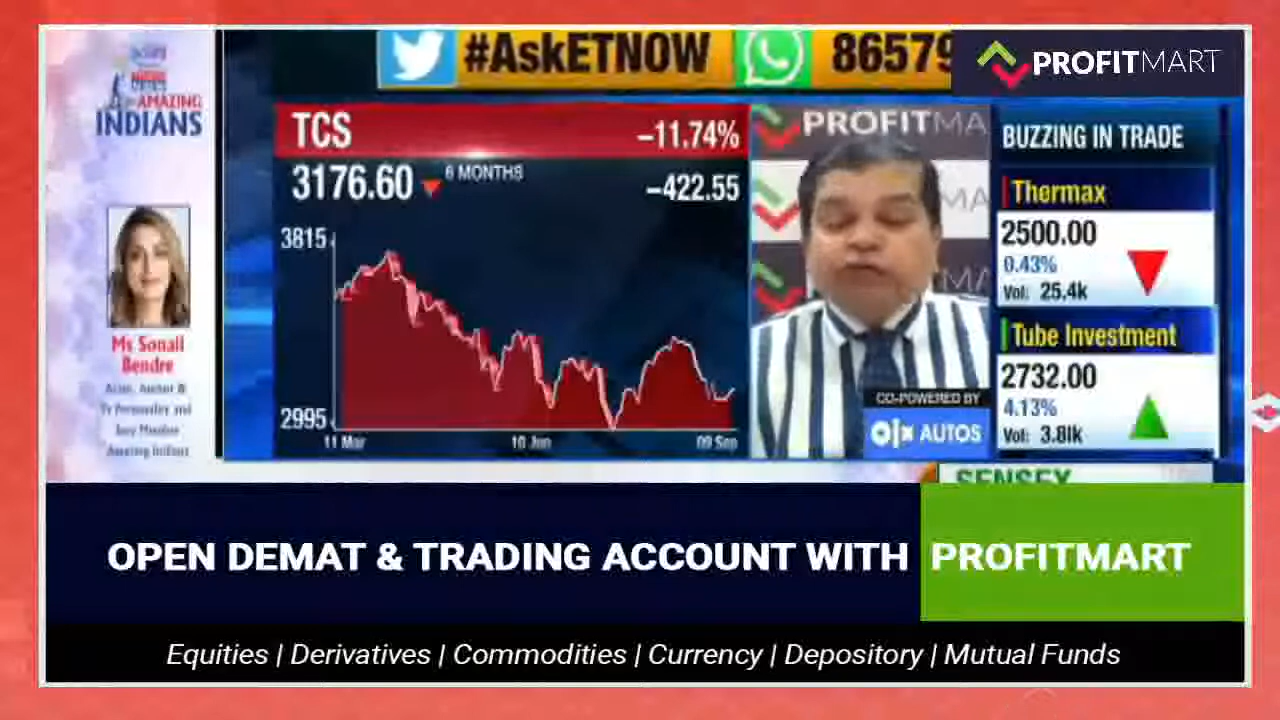 #AskETNOW
86579
PROFITMART
AMAZING
INDIANS
Ms Sonali
Bendre
TCS
-11.74%
3176.60
6 MONTHS
-422.55
3815
2995
11 Mar
10 Jun
09 Sep
PROFITMA
CO-POWERED BY
olx AUTOS
BUZZING IN TRADE
Thermax
2500.00
0.43%
Vol: 25.4k
Tube Investment
2732.00
4.13%
Vol: 3.81k
SENSEX
OPEN DEMAT & TRADING ACCOUNT WITH PROFITMART
Equities | Derivatives | Commodities | Currency | Depository | Mutual Funds